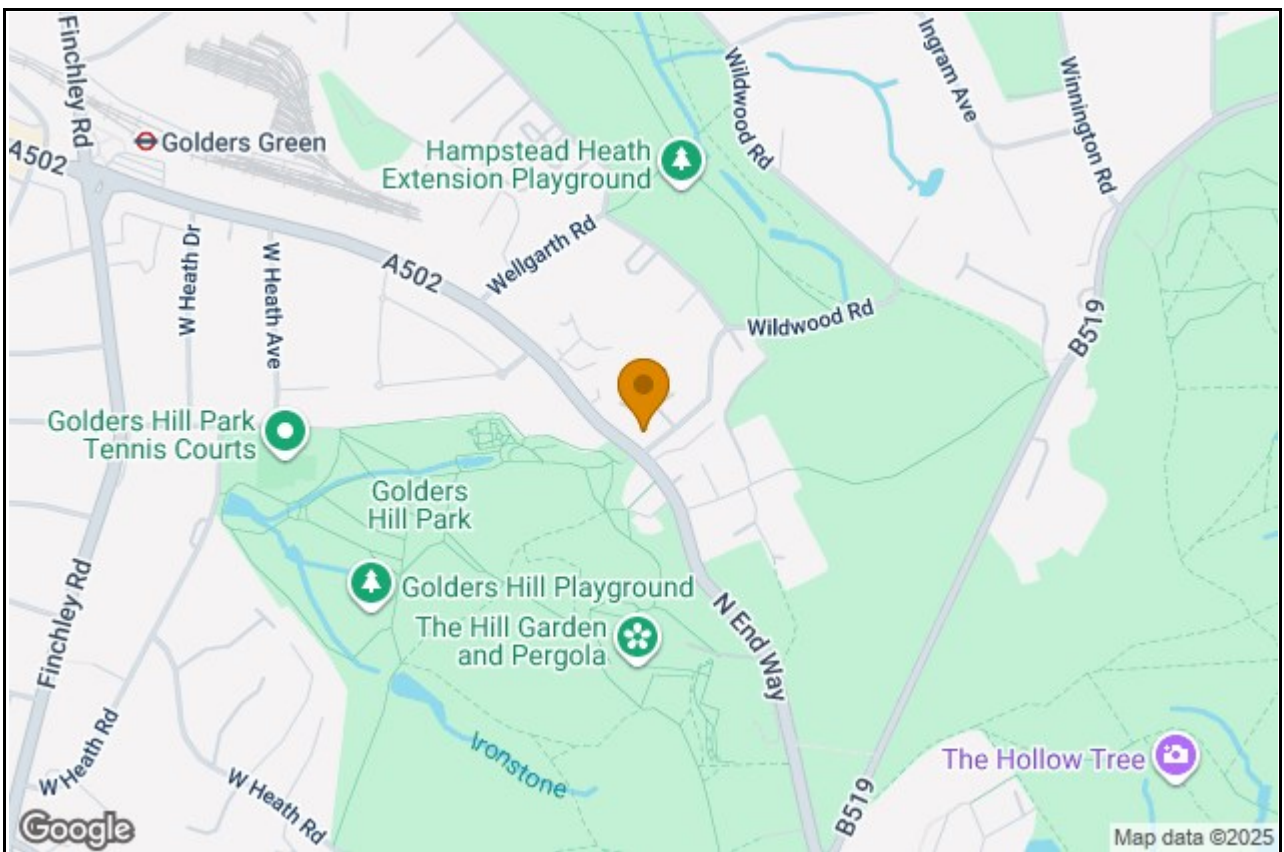 Finchley Rd
A502
Golders Green
Hampstead Heath
Extension Playground
Wildwood Rd
Ingram Ave
Winnington Rd
W Heath Dr
W Heath Ave
A502
Wellgarth Rd
Wildwood Rd
B519
Golders Hill Park
Tennis Courts
Golders
Hill Park
Golders Hill Playground
The Hill Garden
and Pergola
N End Way
Finchley Rd
W Heath Rd
W Heath Rd
Ironstone
The Hollow Tree
B519
Google
Map data ©2025